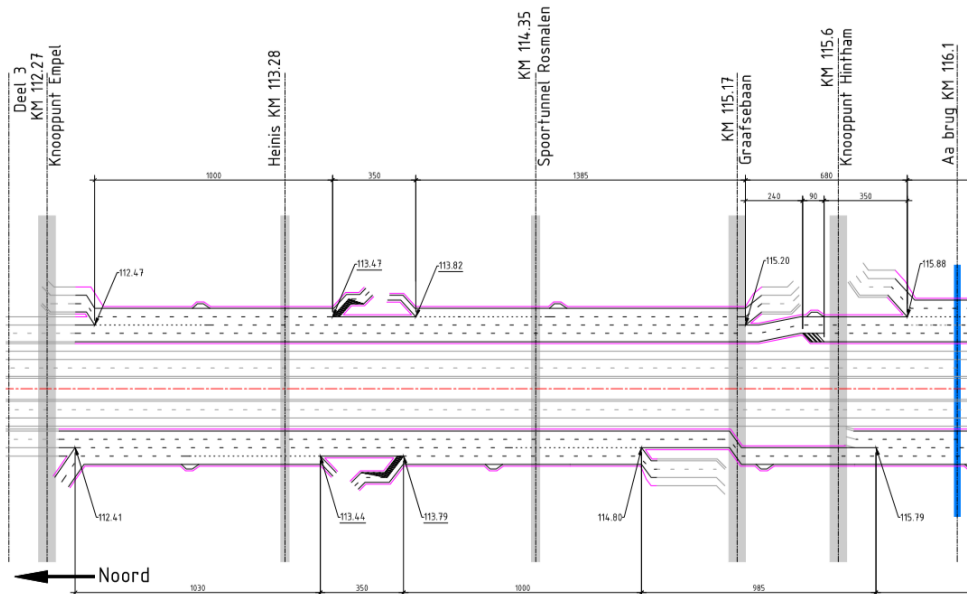 Deel 3
KM 112.27
Knooppunt Empel
Heinis KM 113.28
KM 114.35
Spoortunnel Rosmalen
KM 115.17
Graafsebaan
KM 115.6
Knooppunt Hintham
Aa brug KM 116.1
1000
350
1385
680
240
90
350
112.47
113.47
113.82
115.20
115.88
112.41
113.44
113.79
114.80
115.79
Noord
1030
350
1000
985